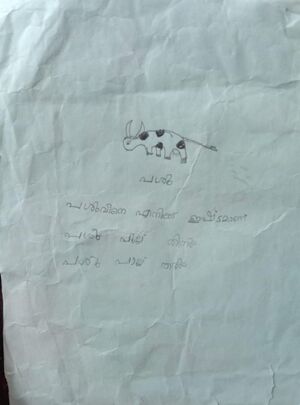 പശു
പശുവിനെ എനിക്ക് ഇഷ്ടമാണ്
പശു പുല്ല് തിന്നും
പശു പാല് തരും